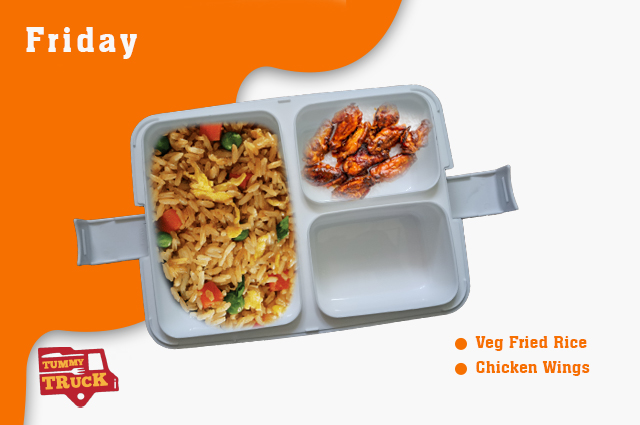 Friday
TUMMY
TRUCK
Veg Fried Rice
Chicken Wings